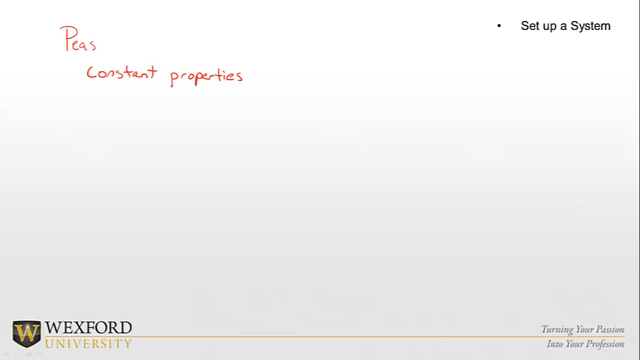 Peas
constant properties
• Set up a System
WEXFORD
UNIVERSITY
Turning Your Passion
Into Your Profession